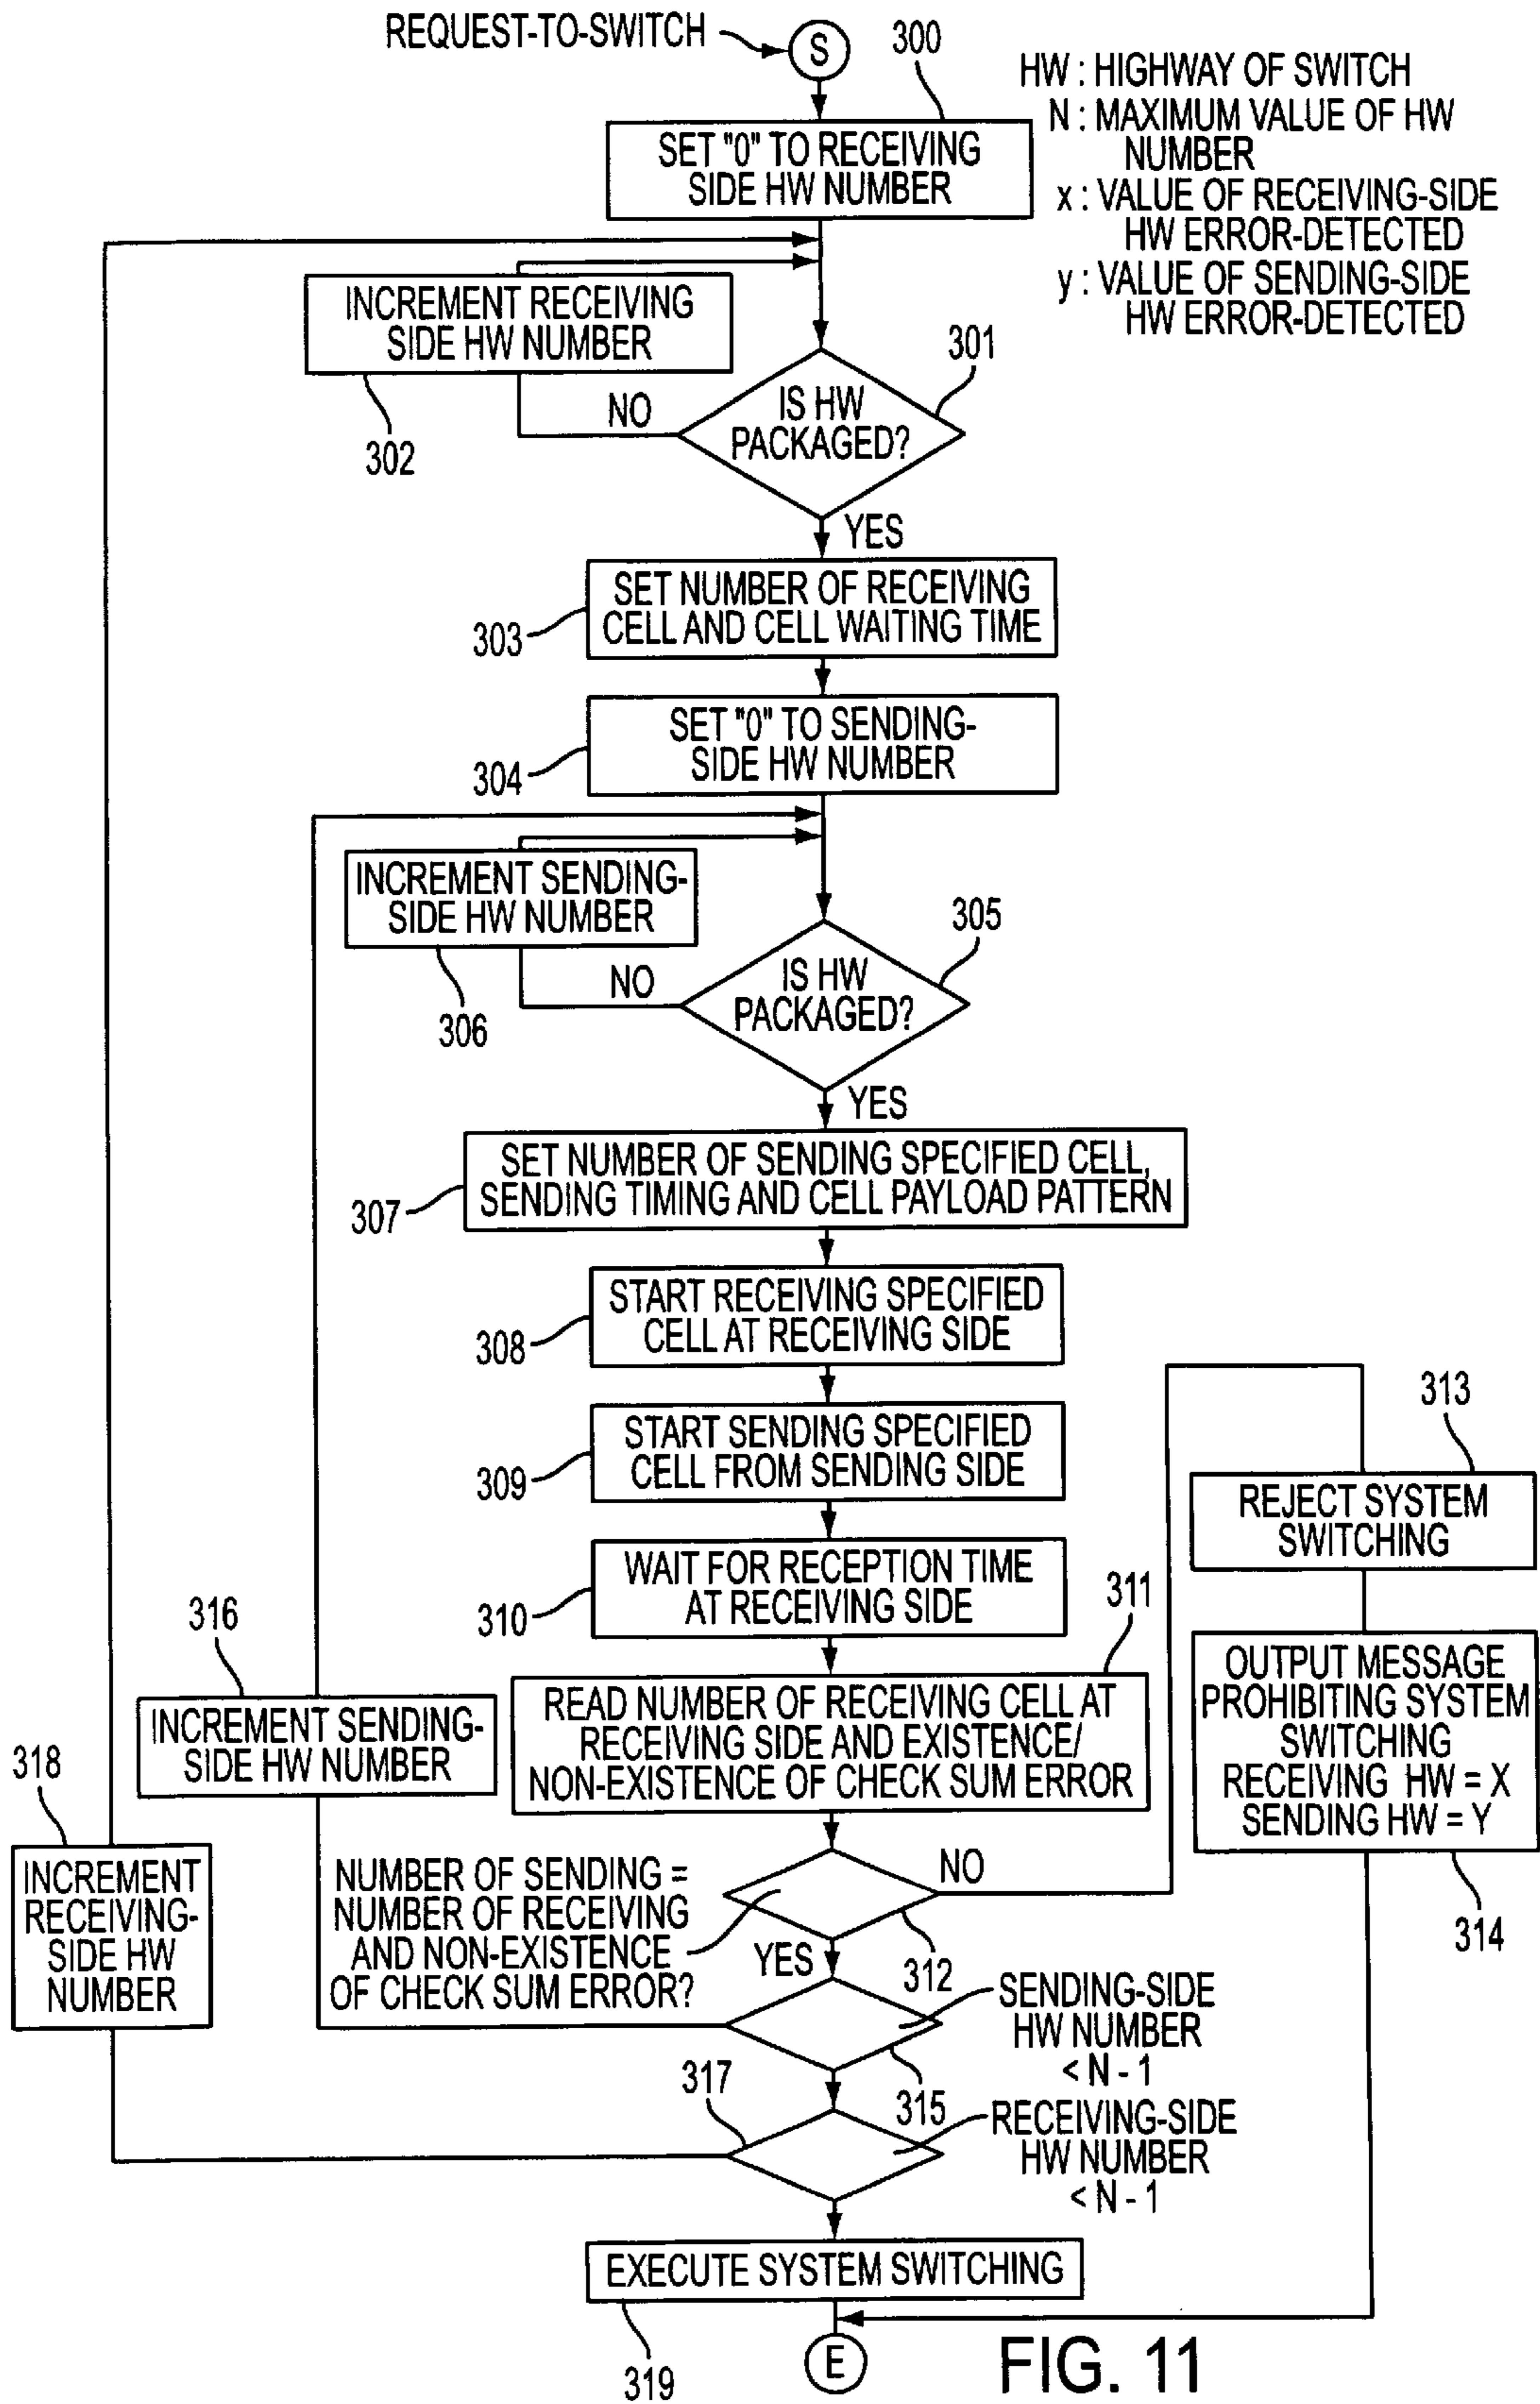 REQUEST-TO-SWITCH
S
300
HW : HIGHWAY OF SWITCH
N : MAXIMUM VALUE OF HW
NUMBER
x : VALUE OF RECEIVING-SIDE
HW ERROR-DETECTED
y : VALUE OF SENDING-SIDE
HW ERROR-DETECTED
SET "0" TO RECEIVING
SIDE HW NUMBER
INCREMENT RECEIVING
SIDE HW NUMBER
302
301
IS HW
PACKAGED?
NO
YES
303
SET NUMBER OF RECEIVING
CELL AND CELL WAITING TIME
304
SET "0" TO SENDING-
SIDE HW NUMBER
INCREMENT SENDING-
SIDE HW NUMBER
306
305
IS HW
PACKAGED?
NO
YES
307
SET NUMBER OF SENDING SPECIFIED CELL,
SENDING TIMING AND CELL PAYLOAD PATTERN
308
START RECEIVING SPECIFIED
CELL AT RECEIVING SIDE
309
START SENDING SPECIFIED
CELL FROM SENDING SIDE
310
WAIT FOR RECEPTION TIME
AT RECEIVING SIDE
311
READ NUMBER OF RECEIVING CELL AT
RECEIVING SIDE AND EXISTENCE/
NON-EXISTENCE OF CHECK SUM ERROR
313
REJECT SYSTEM
SWITCHING
OUTPUT MESSAGE
PROHIBITING SYSTEM
SWITCHING
RECEIVING HW = X
SENDING HW = Y
314
316
INCREMENT SENDING-
SIDE HW NUMBER
318
INCREMENT
RECEIVING-
SIDE HW
NUMBER
NUMBER OF SENDING =
NUMBER OF RECEIVING
AND NON-EXISTENCE
OF CHECK SUM ERROR?
NO
YES
312
SENDING-SIDE
HW NUMBER
< N - 1
315
317
RECEIVING-SIDE
HW NUMBER
< N - 1
EXECUTE SYSTEM SWITCHING
319
E
FIG. 11